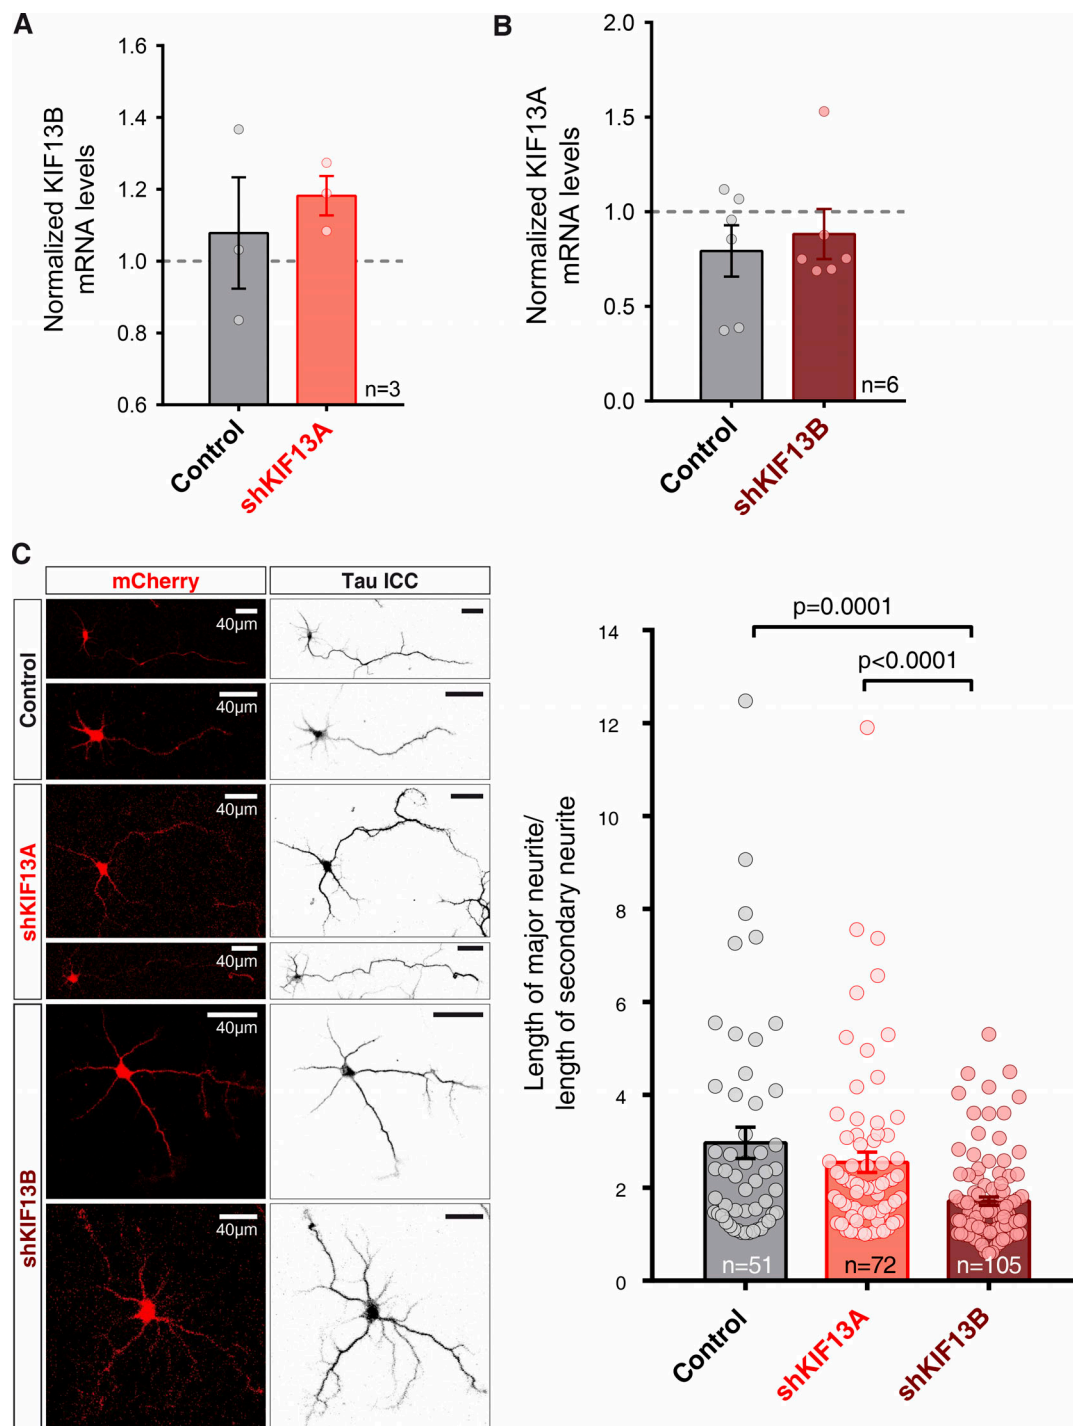 A
Normalized KIF13B
mRNA levels
1.6
1.4
1.2
1.0
0.8
0.6
n=3
Control
shKIF13A
B
Normalized KIF13A
mRNA levels
2.0
1.5
1.0
0.5
0.0
n=6
Control
shKIF13B
C
mCherry
Tau ICC
Control
40µm
40µm
shKIF13A
40µm
40µm
shKIF13B
40µm
40µm
Length of major neurite/
length of secondary neurite
p=0.0001
p<0.0001
14
12
10
8
6
4
2
0
n=51
n=72
n=105
Control
shKIF13A
shKIF13B